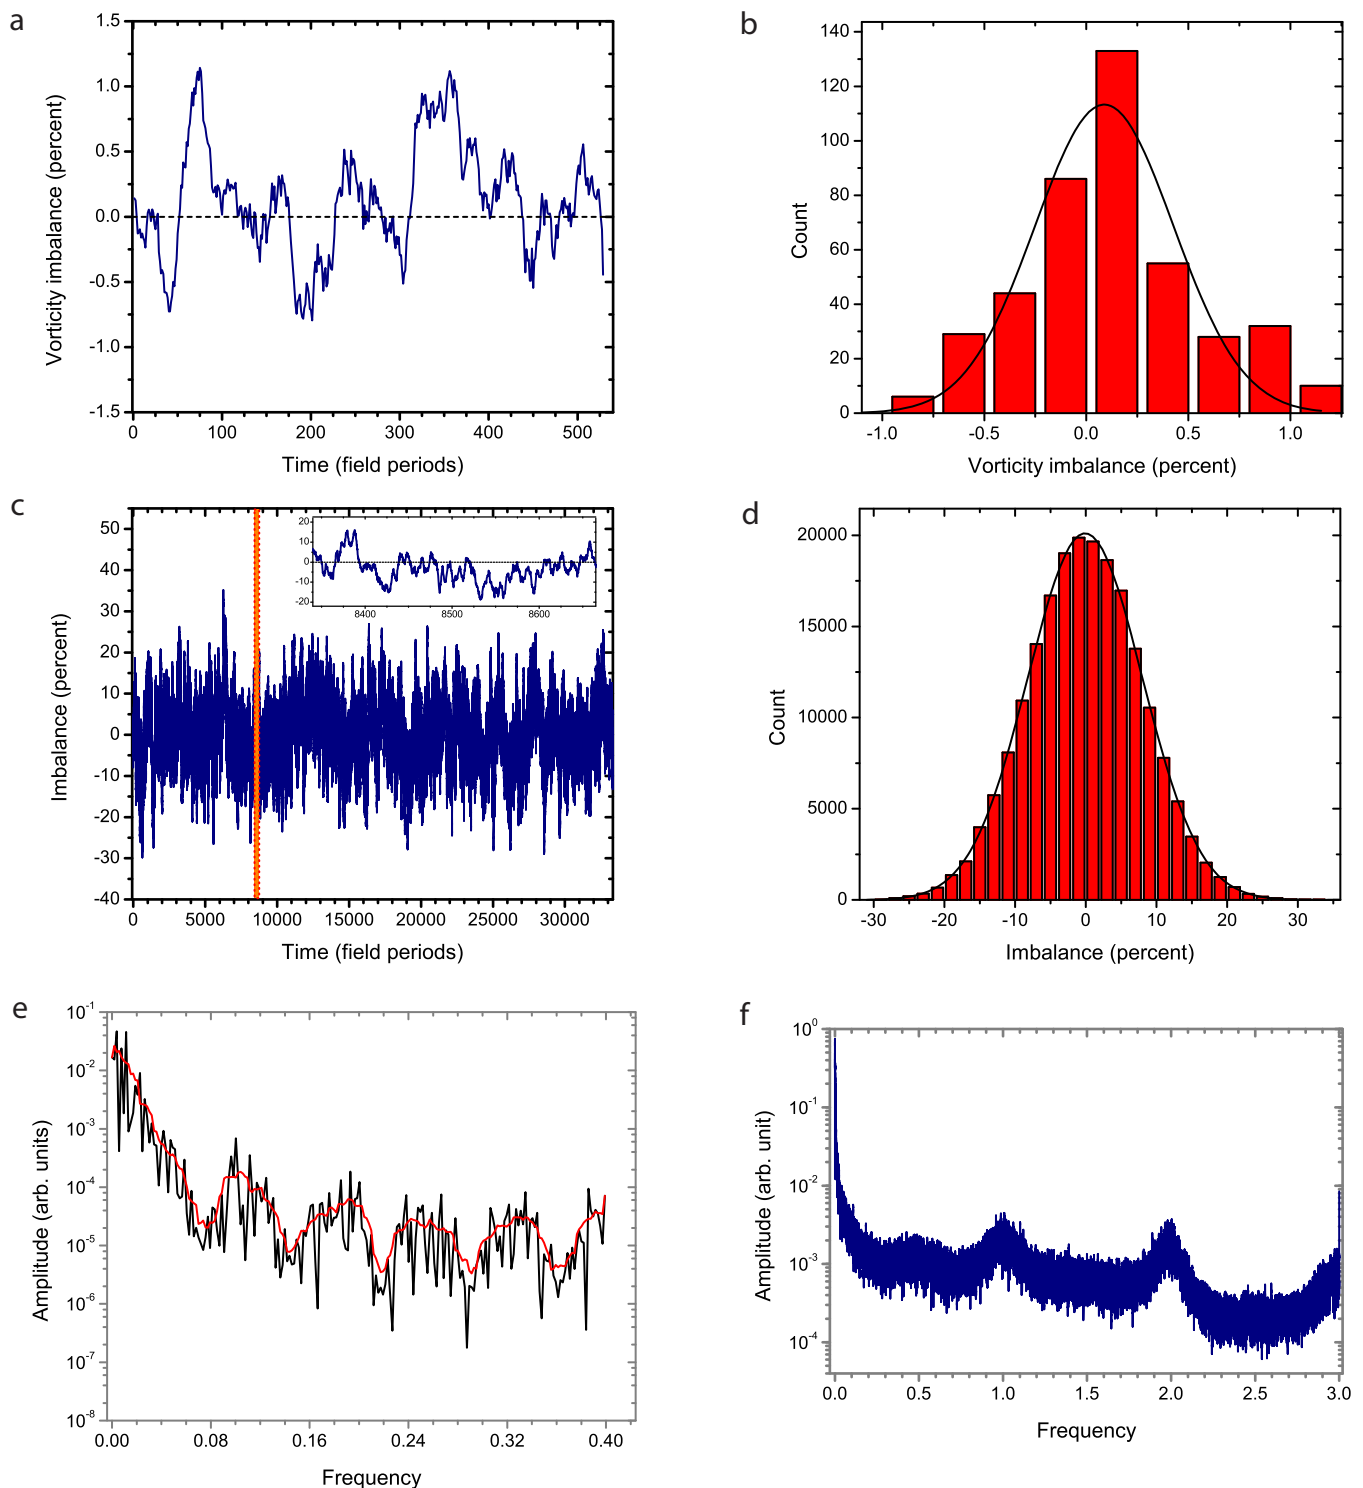 a
1.5
1.0
0.5
0.0
-0.5
-1.0
-1.5
0 100 200 300 400 500
Vorticity imbalance (percent)
Time (field periods)
b
140
120
100
80
60
40
20
0
-1.0 -0.5 0.0 0.5 1.0
Count
Vorticity imbalance (percent)
c
50
40
30
20
10
0
-10
-20
-30
-40
0 5000 10000 15000 20000 25000 30000
Imbalance (percent)
Time (field periods)
20
10
0
-10
-20
8400 8500 8600
d
20000
15000
10000
5000
0
-30 -20 -10 0 10 20 30
Count
Imbalance (percent)
e
10-1
10-2
10-3
10-4
10-5
10-6
10-7
10-8
0.00 0.08 0.16 0.24 0.32 0.40
Amplitude (arb. units)
Frequency
f
100
10-1
10-2
10-3
10-4
0.0 0.5 1.0 1.5 2.0 2.5 3.0
Amplitude (arb. unit)
Frequency